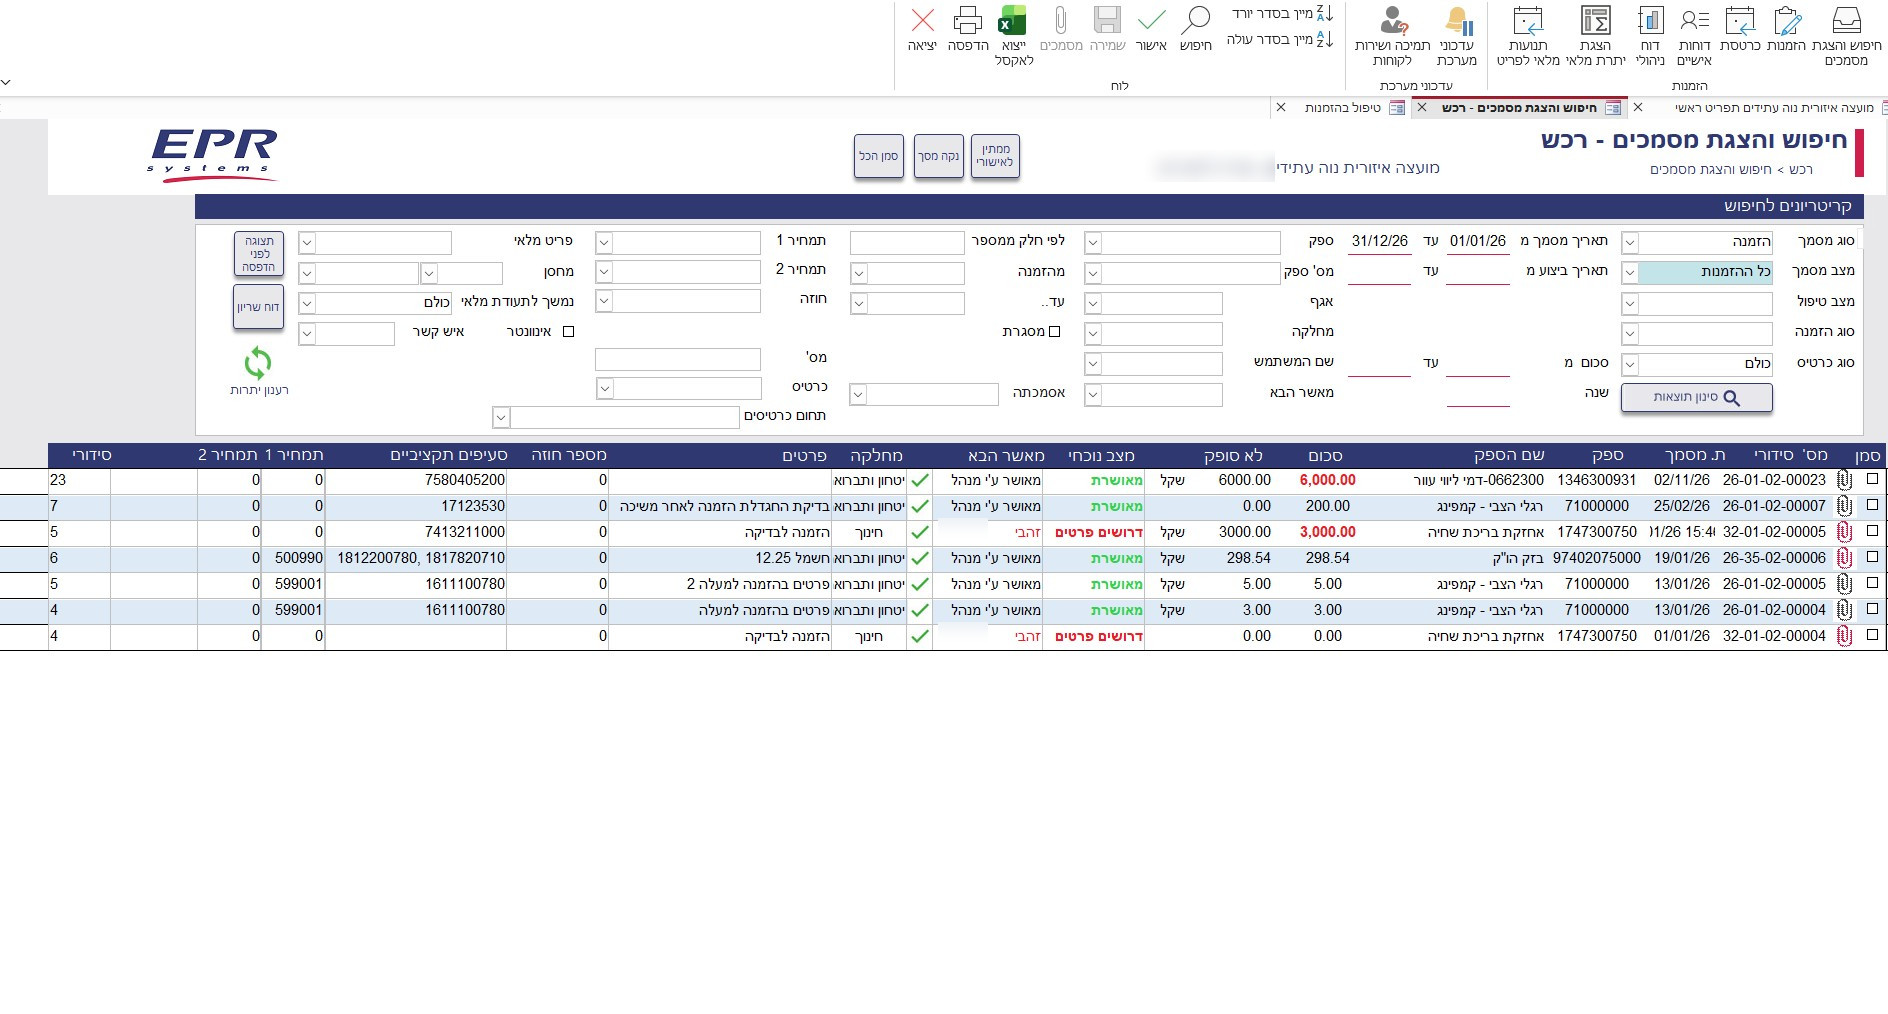 חיפוש והצגת מסמכים
הזמנות
כרטסת
דוחות אישיים
דוח ניהולי
הצגת יתרת מלאי
תנועות מלאי לפריט
הזמנות
עדכוני מערכת
תמיכה ושירות לקוחות
עדכוני מערכת
מיין בסדר יורד
מיין בסדר עולה
חיפוש
אישור
שמירה
מסמכים
ייצוא לאקסל
הדפסה
יציאה
לוח
מועצה איזורית נוה עתידים תפריט ראשי
חיפוש והצגת מסמכים - רכש
טיפול בהזמנות
חיפוש והצגת מסמכים - רכש
רכש > חיפוש והצגת מסמכים
מועצה איזורית נוה עתידי
ממתין לאישורי
נקה מסך
סמן הכל
EPR
systems
קריטריונים לחיפוש
סוג מסמך הזמנה תאריך מסמך מ 01/01/26 עד 31/12/26 ספק לפי חלק ממספר תמחיר 1 פריט מלאי תצוגה לפני הדפסה
מצב מסמך כל ההזמנות תאריך ביצוע מ עד מס' ספק מהזמנה תמחיר 2 מחסן
מצב טיפול אגף עד.. חוזה נמשך לתעודת מלאי כולם דוח שריון
סוג הזמנה מחלקה מסגרת אינוונטר איש קשר
סוג כרטיס כולם סכום מ עד שם המשתמש מס'
סינון תוצאות שנה מאשר הבא אסמכתה כרטיס רענון יתרות
תחום כרטיסים
סמן מס' סידורי ת. מסמך ספק שם הספק סכום לא סופק מצב נוכחי מאשר הבא מחלקה פרטים מספר חוזה סעיפים תקציביים תמחיר 1 תמחיר 2 סידורי
26-01-02-00023 02/11/26 1346300931 0662300-דמי ליווי עוור 6,000.00 6000.00 שקל מאושרת מאושר ע'י מנהל יטחון ותברוא 0 7580405200 0 0 23
26-01-02-00007 25/02/26 71000000 רגלי הצבי - קמפינג 200.00 0.00 שקל מאושרת מאושר ע'י מנהל יטחון ותברוא בדיקת החגדלת הזמנה לאחר משיכה 0 17123530 0 0 7
32-01-02-00005 01/26 15:46 1747300750 אחזקת בריכת שחיה 3,000.00 3000.00 שקל דרושים פרטים זהבי חינוך הזמנה לבדיקה 0 7413211000 0 0 5
26-35-02-00006 19/01/26 97402075000 בזק הו"ק 298.54 298.54 שקל מאושרת מאושר ע'י מנהל יטחון ותברוא חשמל 12.25 0 1812200780, 1817820710 500990 0 6
26-01-02-00005 13/01/26 71000000 רגלי הצבי - קמפינג 5.00 5.00 שקל מאושרת מאושר ע'י מנהל יטחון ותברוא פרטים בהזמנה למעלה 2 0 1611100780 599001 0 5
26-01-02-00004 13/01/26 71000000 רגלי הצבי - קמפינג 3.00 3.00 שקל מאושרת מאושר ע'י מנהל יטחון ותברוא פרטים בהזמנה למעלה 0 1611100780 599001 0 4
32-01-02-00004 01/01/26 1747300750 אחזקת בריכת שחיה 0.00 0.00 דרושים פרטים זהבי חינוך הזמנה לבדיקה 0 0 0 4